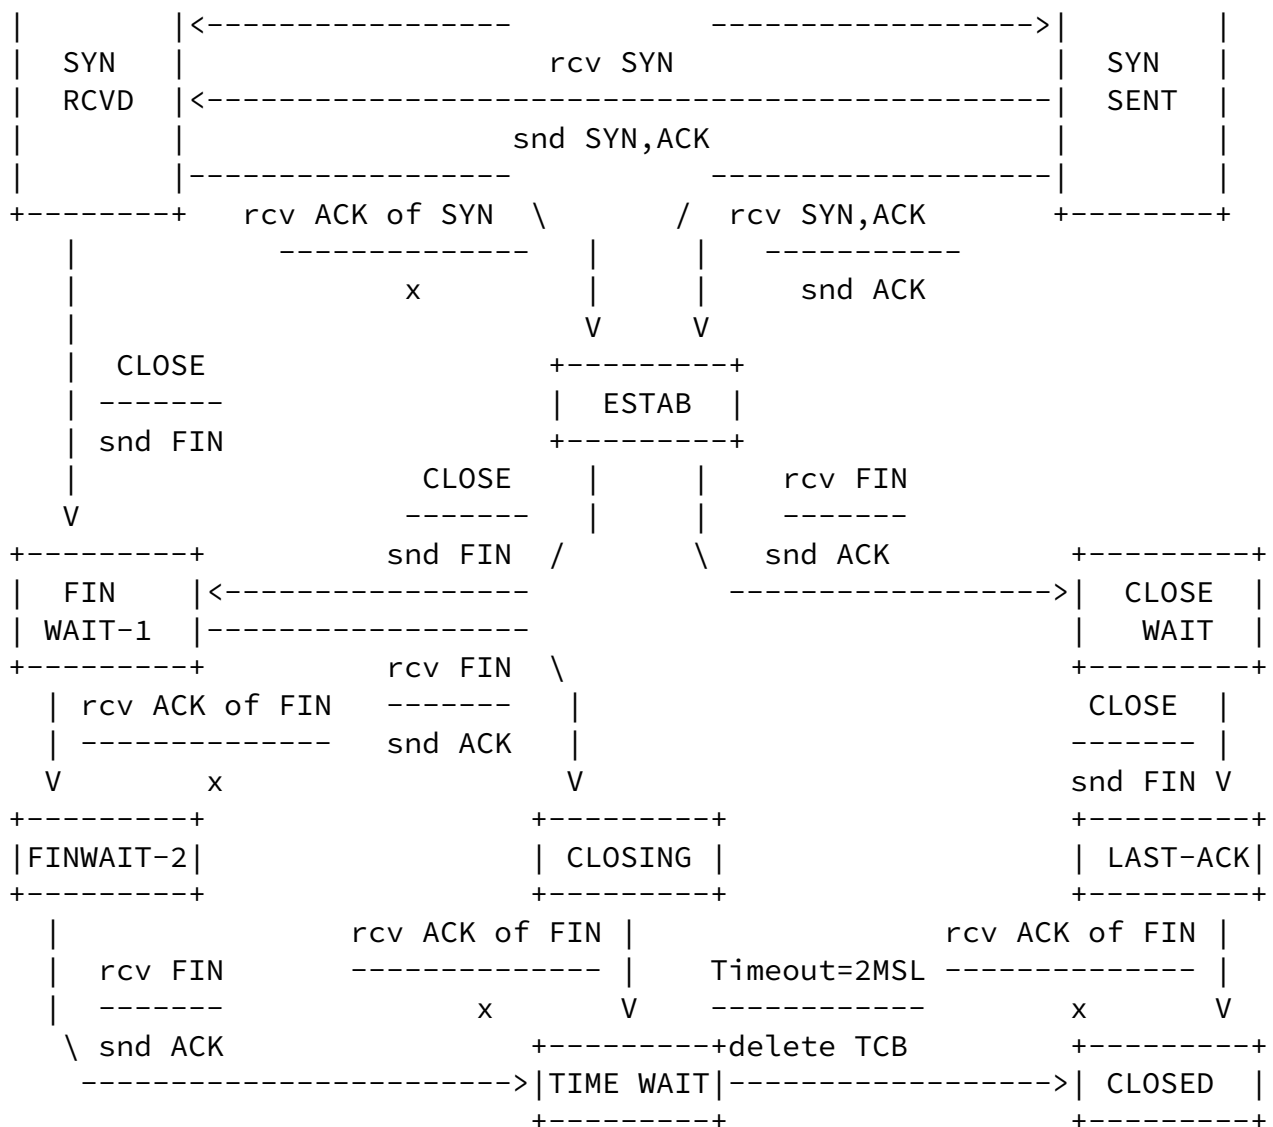 |         |<------------------           ------------------>|         |
|  SYN    |                    rcv SYN                      |  SYN    |
|  RCVD   |<-----------------------------------------------|  SENT   |
|         |                  snd SYN,ACK                    |         |
|         |------------------           -------------------|         |
+--------+   rcv ACK of SYN  \       /  rcv SYN,ACK       +--------+
   |           --------------   |     |   -----------
   |                  x         |     |     snd ACK
   |                            V     V
   |  CLOSE                   +---------+
   | -------                  |  ESTAB  |
   | snd FIN                  +---------+
   |                   CLOSE    |     |    rcv FIN
   V                  -------   |     |    -------
+---------+          snd FIN  /       \   snd ACK          +---------+
|  FIN    |<-----------------           ------------------>|  CLOSE  |
| WAIT-1  |------------------                              |   WAIT  |
+---------+          rcv FIN  \                            +---------+
  | rcv ACK of FIN   -------   |                            CLOSE  |
  | --------------   snd ACK   |                           ------- |
  V        x                   V                           snd FIN V
+---------+                  +---------+                   +---------+
|FINWAIT-2|                  | CLOSING |                   | LAST-ACK|
+---------+                  +---------+                   +---------+
  |                rcv ACK of FIN |                 rcv ACK of FIN |
  |  rcv FIN       -------------- |    Timeout=2MSL -------------- |
  |  -------              x       V    ------------        x       V
   \ snd ACK                 +---------+delete TCB         +---------+
    ------------------------>|TIME WAIT|------------------>| CLOSED  |
                             +---------+                   +---------+